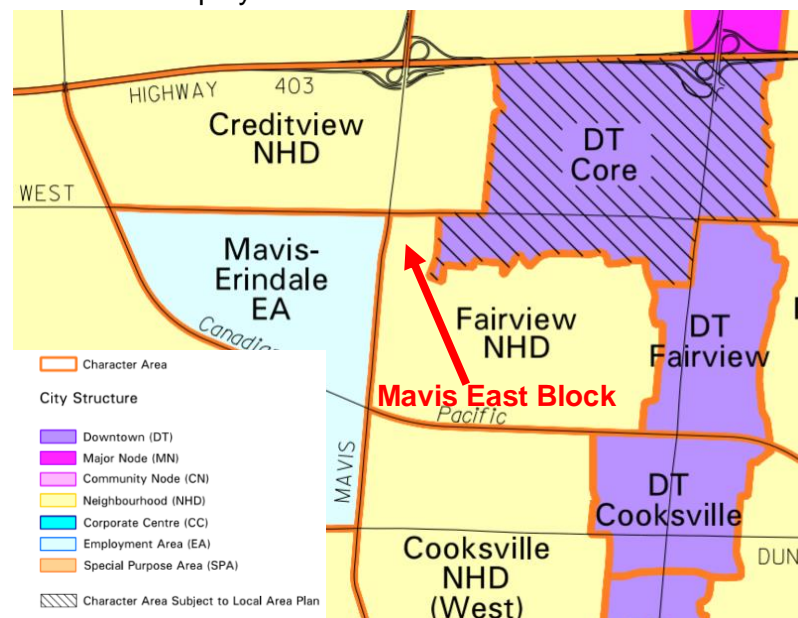 HIGHWAY 403
Creditview
NHD
DT
Core
WEST
Mavis-
Erindale
EA
Fairview
NHD
DT
Fairview
Mavis East Block
Pacific
MAVIS
DT
Cooksville
Cooksville
NHD
(West)
DUN
Character Area
City Structure
Downtown (DT)
Major Node (MN)
Community Node (CN)
Neighbourhood (NHD)
Corporate Centre (CC)
Employment Area (EA)
Special Purpose Area (SPA)
Character Area Subject to Local Area Plan